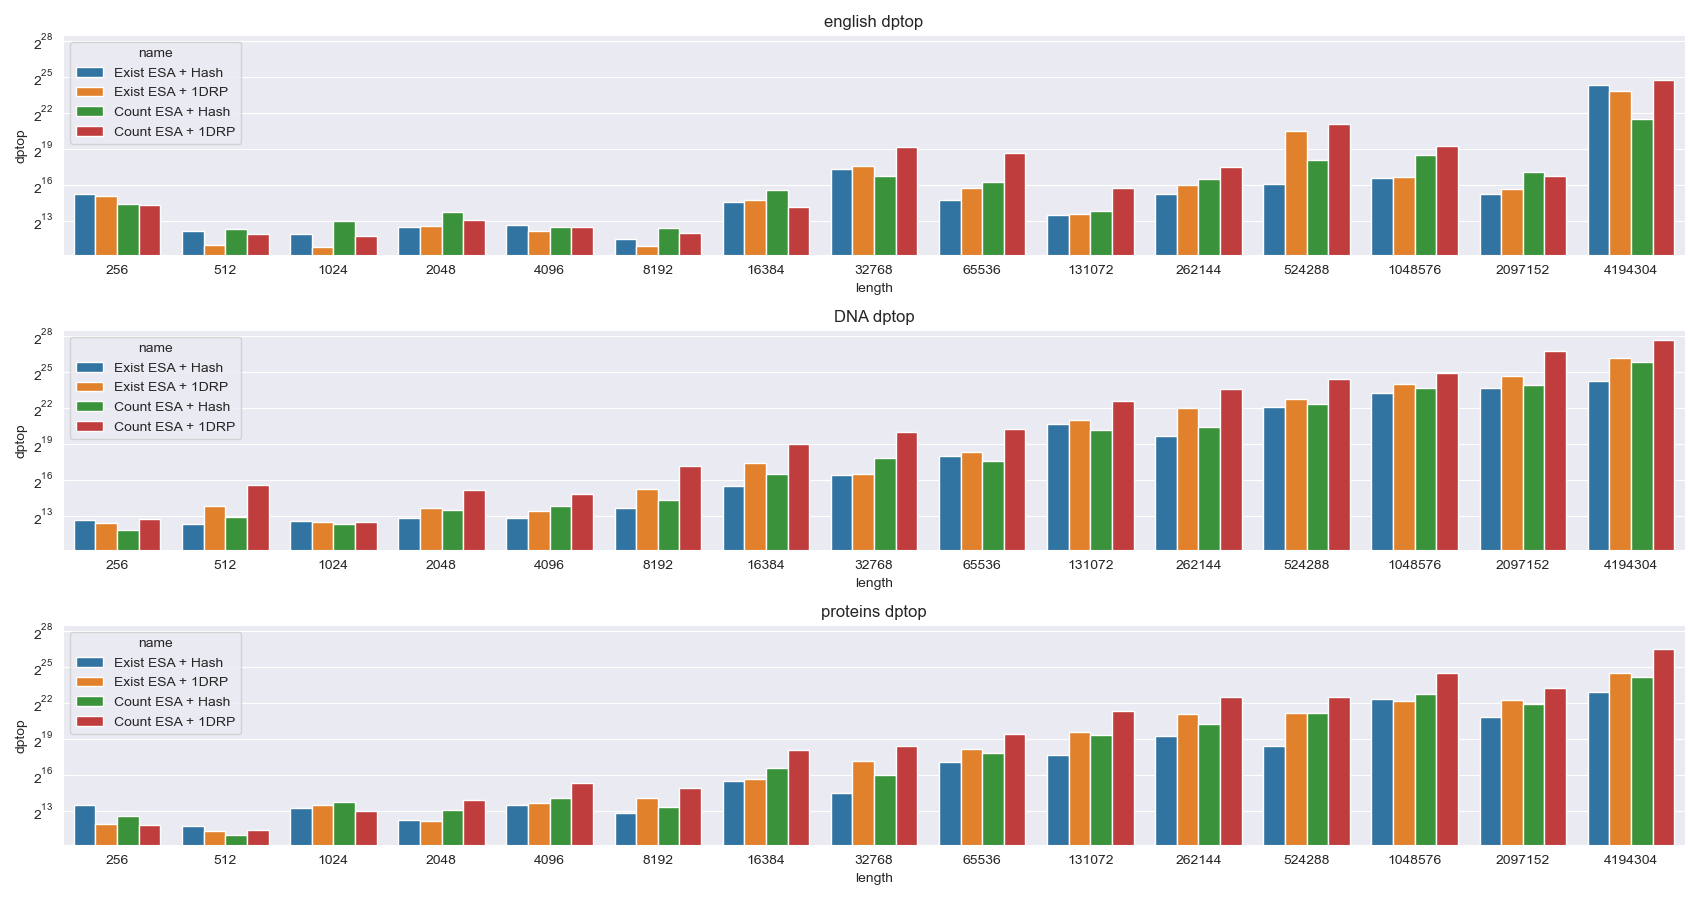 english dptop
2^28
2^25
2^22
2^19
2^16
2^13
dptop
name
Exist ESA + Hash
Exist ESA + 1DRP
Count ESA + Hash
Count ESA + 1DRP
256 512 1024 2048 4096 8192 16384 32768 65536 131072 262144 524288 1048576 2097152 4194304
length
DNA dptop
2^28
2^25
2^22
2^19
2^16
2^13
dptop
name
Exist ESA + Hash
Exist ESA + 1DRP
Count ESA + Hash
Count ESA + 1DRP
256 512 1024 2048 4096 8192 16384 32768 65536 131072 262144 524288 1048576 2097152 4194304
length
proteins dptop
2^28
2^25
2^22
2^19
2^16
2^13
dptop
name
Exist ESA + Hash
Exist ESA + 1DRP
Count ESA + Hash
Count ESA + 1DRP
256 512 1024 2048 4096 8192 16384 32768 65536 131072 262144 524288 1048576 2097152 4194304
length